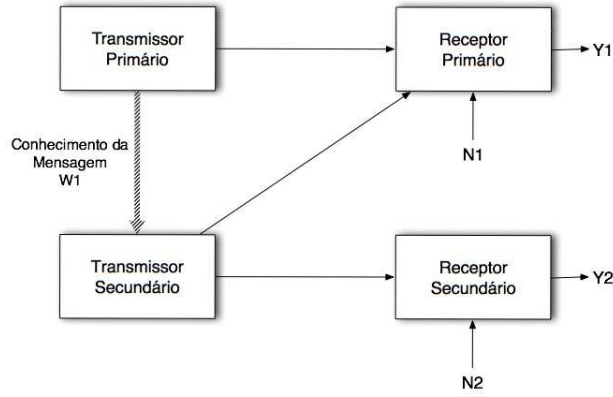 Transmissor
Primário
Receptor
Primário
Y1
Conhecimento da
Mensagem
W1
N1
Transmissor
Secundário
Receptor
Secundário
Y2
N2